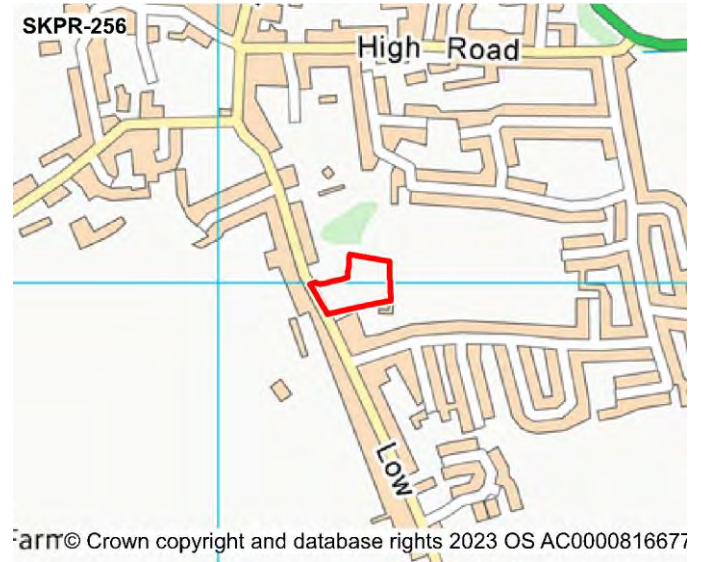 SKPR-256
High Road
Low
Farm
© Crown copyright and database rights 2023 OS AC0000816677